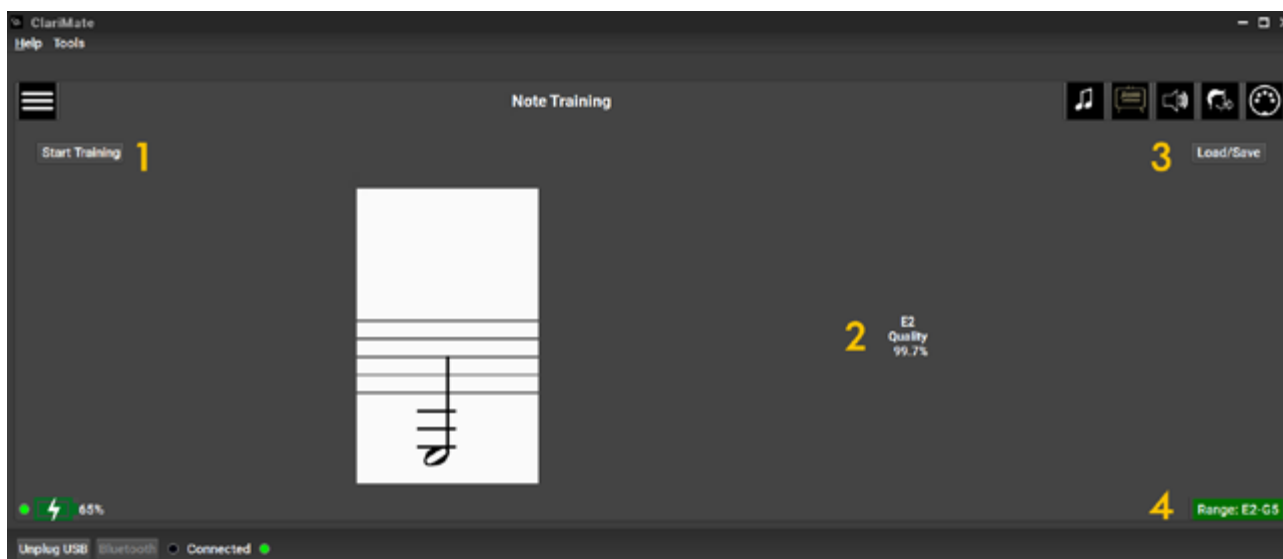 ClariMate
Help Tools
Note Training
Start Training 1
3 Load/Save
2
E2
Quality
99.7%
65%
4 Range: E2-G5
Unplug USB Bluetooth Connected